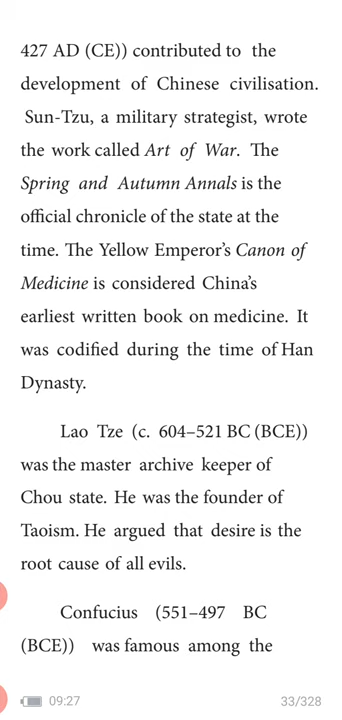 427 AD (CE)) contributed to the
development of Chinese civilisation.
Sun-Tzu, a military strategist, wrote
the work called Art of War. The
Spring and Autumn Annals is the
official chronicle of the state at the
time. The Yellow Emperor's Canon of
Medicine is considered China's
earliest written book on medicine. It
was codified during the time of Han
Dynasty.
Lao Tze (c. 604–521 BC (BCE))
was the master archive keeper of
Chou state. He was the founder of
Taoism. He argued that desire is the
root cause of all evils.
Confucius (551–497 BC
(BCE)) was famous among the
09:27 33/328